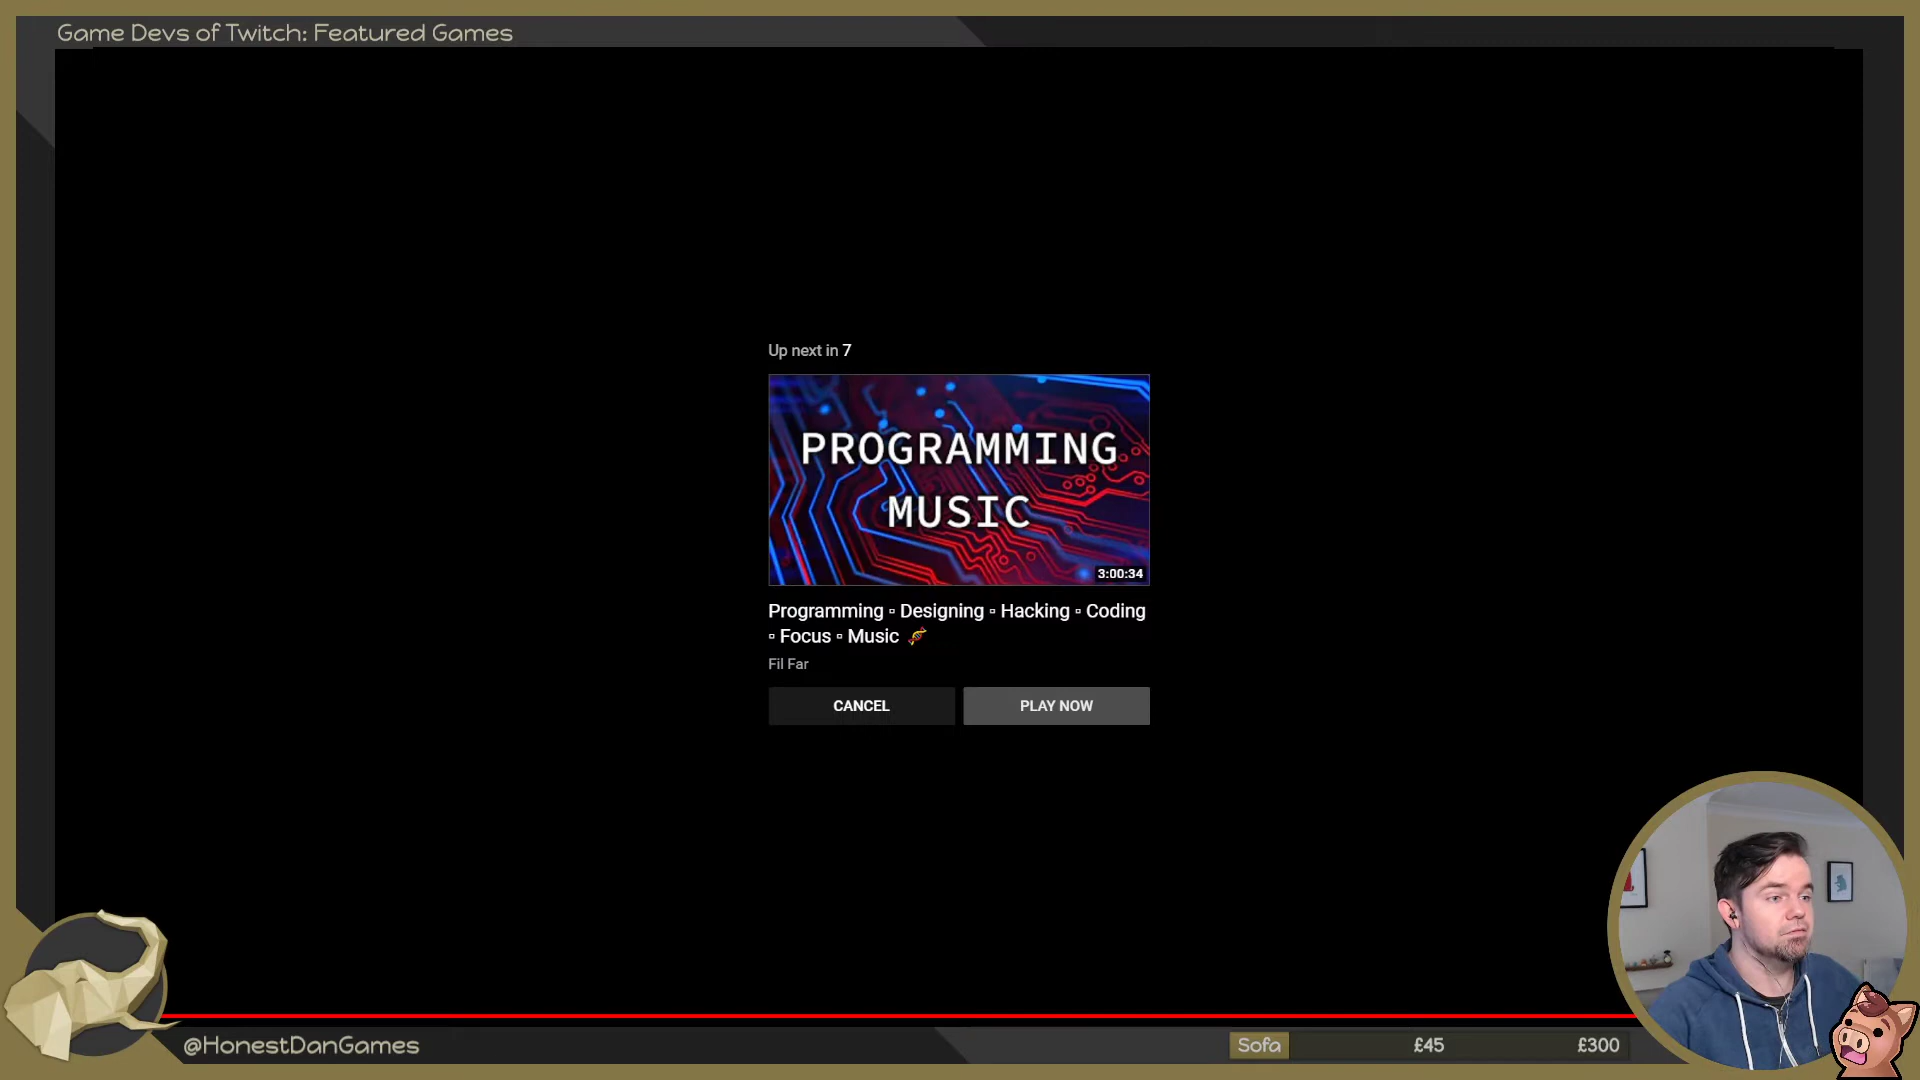 Game Devs of Twitch: Featured Games
Up next in 7
PROGRAMMING
MUSIC
3:00:34
Programming ▫ Designing ▫ Hacking ▫ Coding
▫ Focus ▫ Music 🧬
Fil Far
CANCEL
PLAY NOW
@HonestDanGames
Sofa
£45
£300